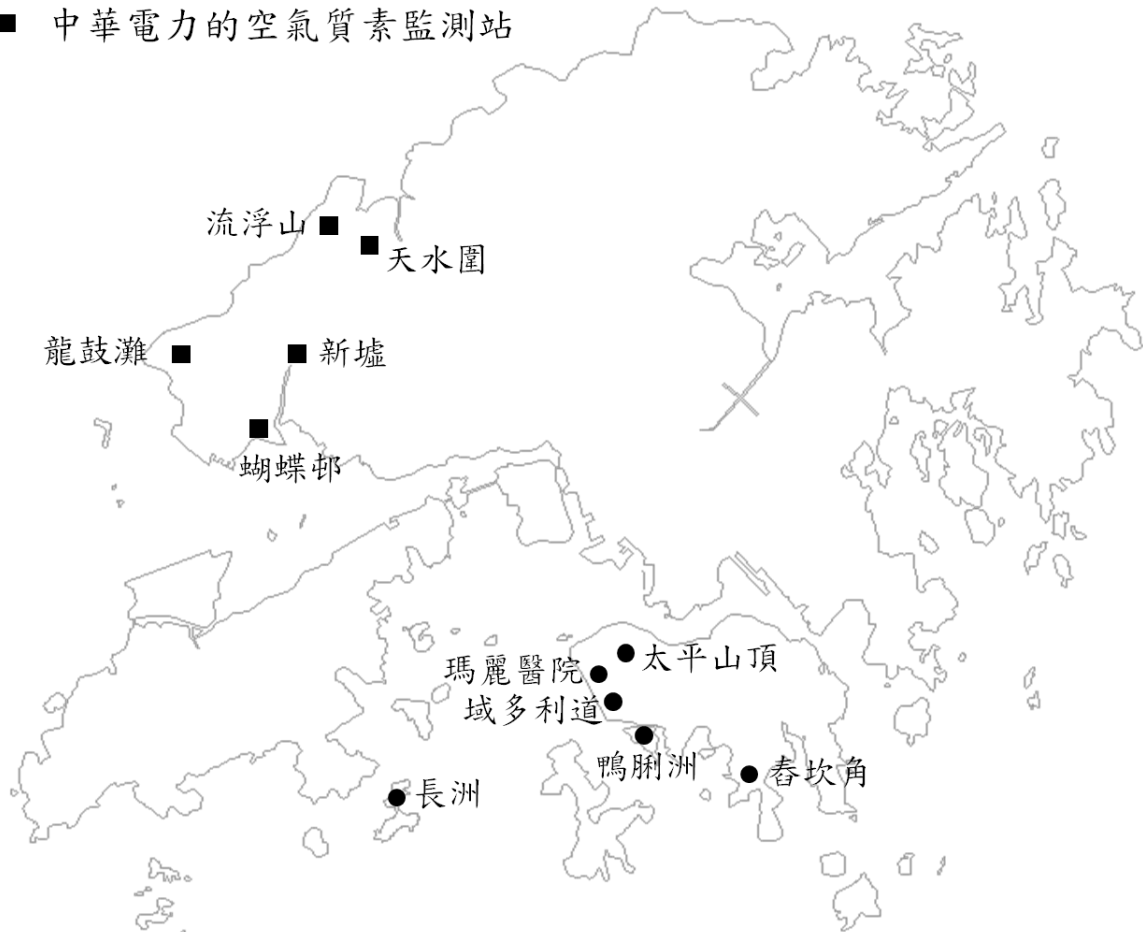 中華電力的空氣質素監測站
流浮山
天水圍
龍鼓灘
新墟
蝴蝶邨
太平山頂
瑪麗醫院
域多利道
鴨脷洲
舂坎角
長洲